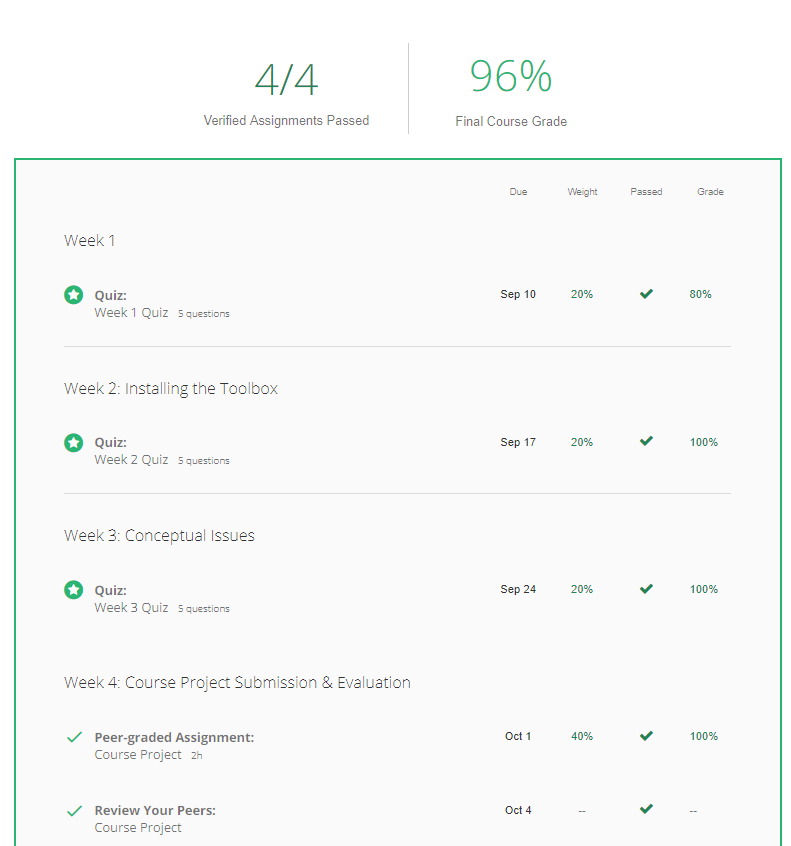 4/4
Verified Assignments Passed
96%
Final Course Grade
Due Weight Passed Grade
Week 1
Quiz:
Week 1 Quiz 5 questions
Sep 10 20% 80%
Week 2: Installing the Toolbox
Quiz:
Week 2 Quiz 5 questions
Sep 17 20% 100%
Week 3: Conceptual Issues
Quiz:
Week 3 Quiz 5 questions
Sep 24 20% 100%
Week 4: Course Project Submission & Evaluation
Peer-graded Assignment:
Course Project 2h
Oct 1 40% 100%
Review Your Peers:
Course Project
Oct 4 -- --